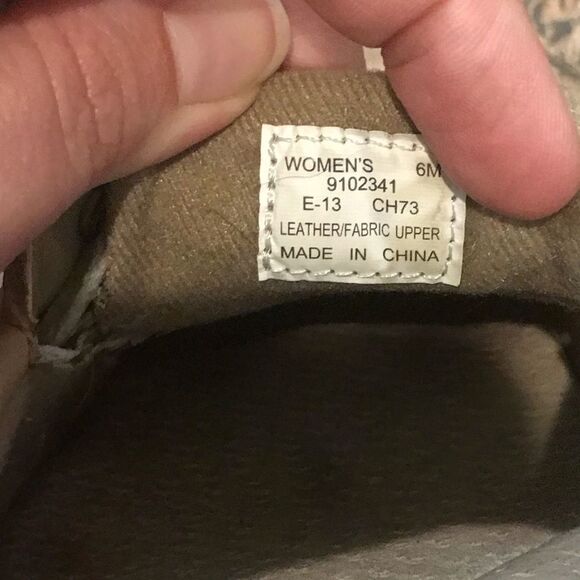 WOMEN'S 6M
9102341
E-13 CH73
LEATHER/FABRIC UPPER
MADE IN CHINA